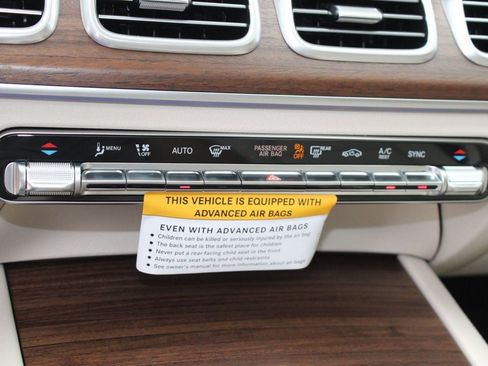 MENU OFF AUTO MAX PASSENGER OFF REAR A/C SYNC
AIR BAG REST
THIS VEHICLE IS EQUIPPED WITH
ADVANCED AIR BAGS
EVEN WITH ADVANCED AIR BAGS
• Children can be killed or seriously injured by the air bag
• The back seat is the safest place for children
• Never put a rear-facing child seat in the front
• Always use seat belts and child restraints
• See owner's manual for more information about air bags